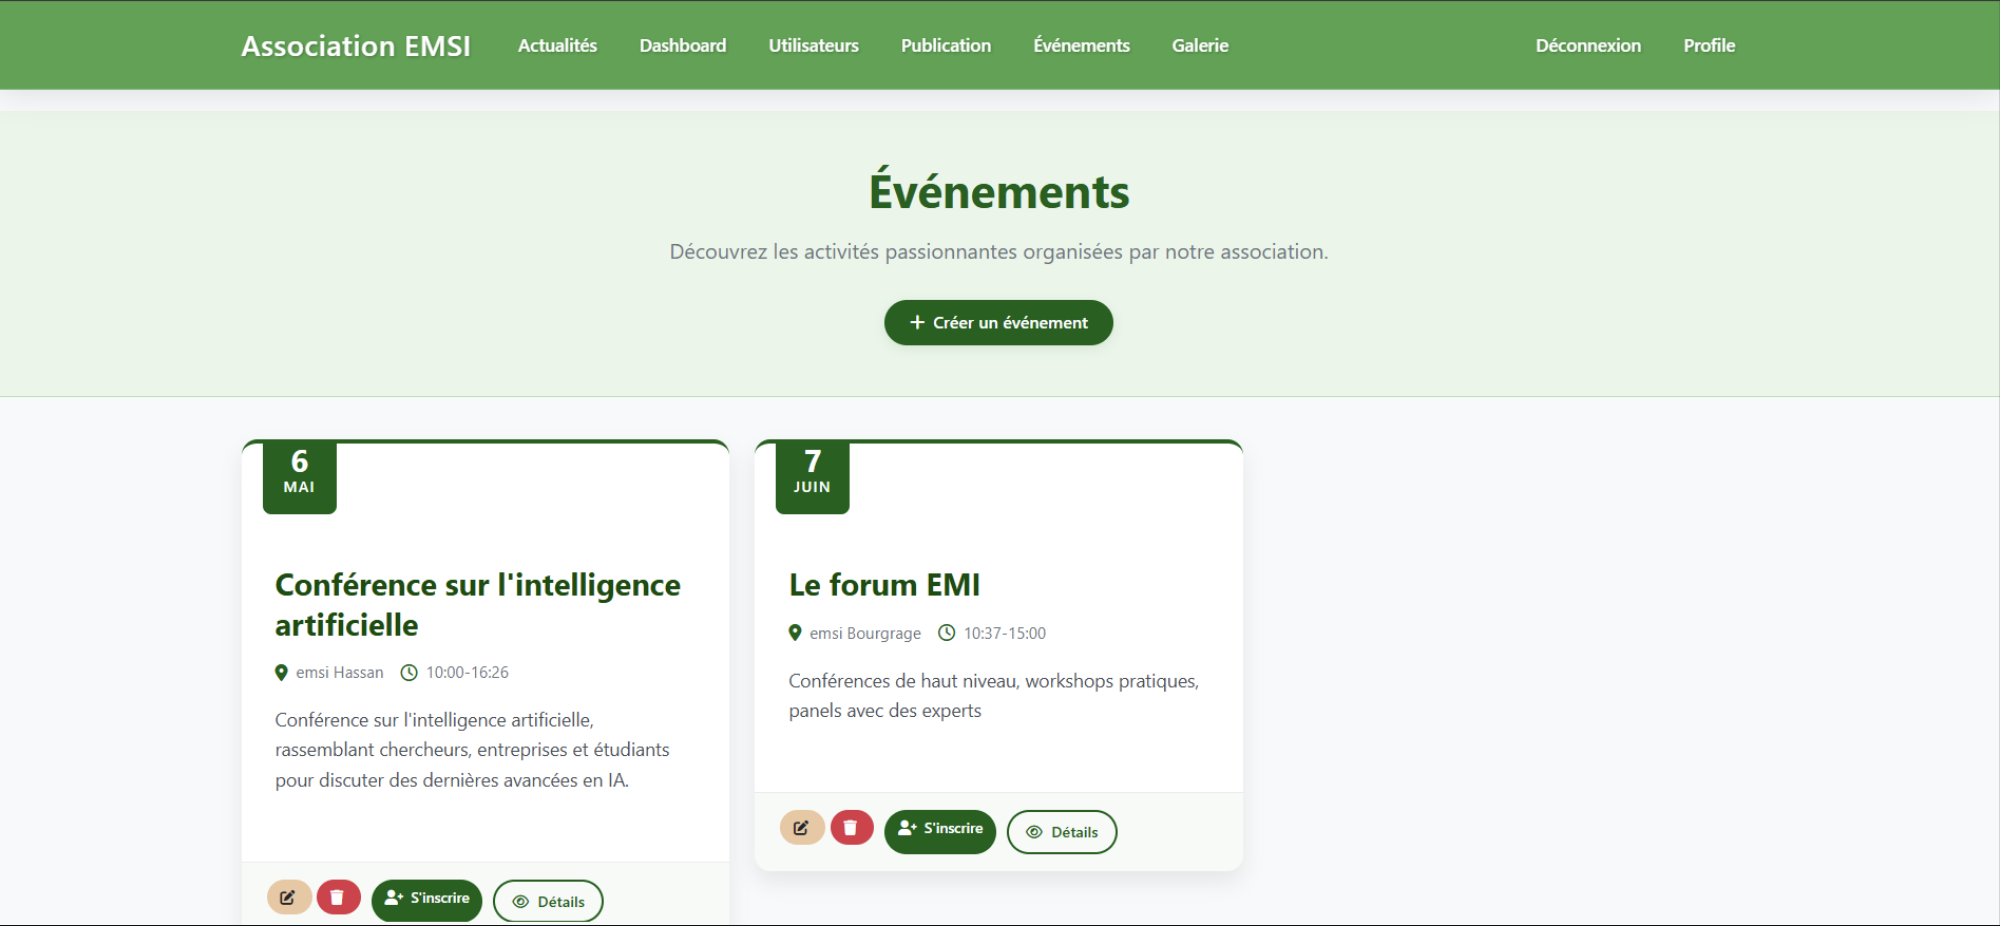 Association EMSI Actualités Dashboard Utilisateurs Publication Événements Galerie Déconnexion Profile
Événements
Découvrez les activités passionnantes organisées par notre association.
+ Créer un événement
6
MAI
Conférence sur l'intelligence
artificielle
emsi Hassan 10:00-16:26
Conférence sur l'intelligence artificielle,
rassemblant chercheurs, entreprises et étudiants
pour discuter des dernières avancées en IA.
S'inscrire Détails
7
JUIN
Le forum EMI
emsi Bourgrage 10:37-15:00
Conférences de haut niveau, workshops pratiques,
panels avec des experts
S'inscrire Détails